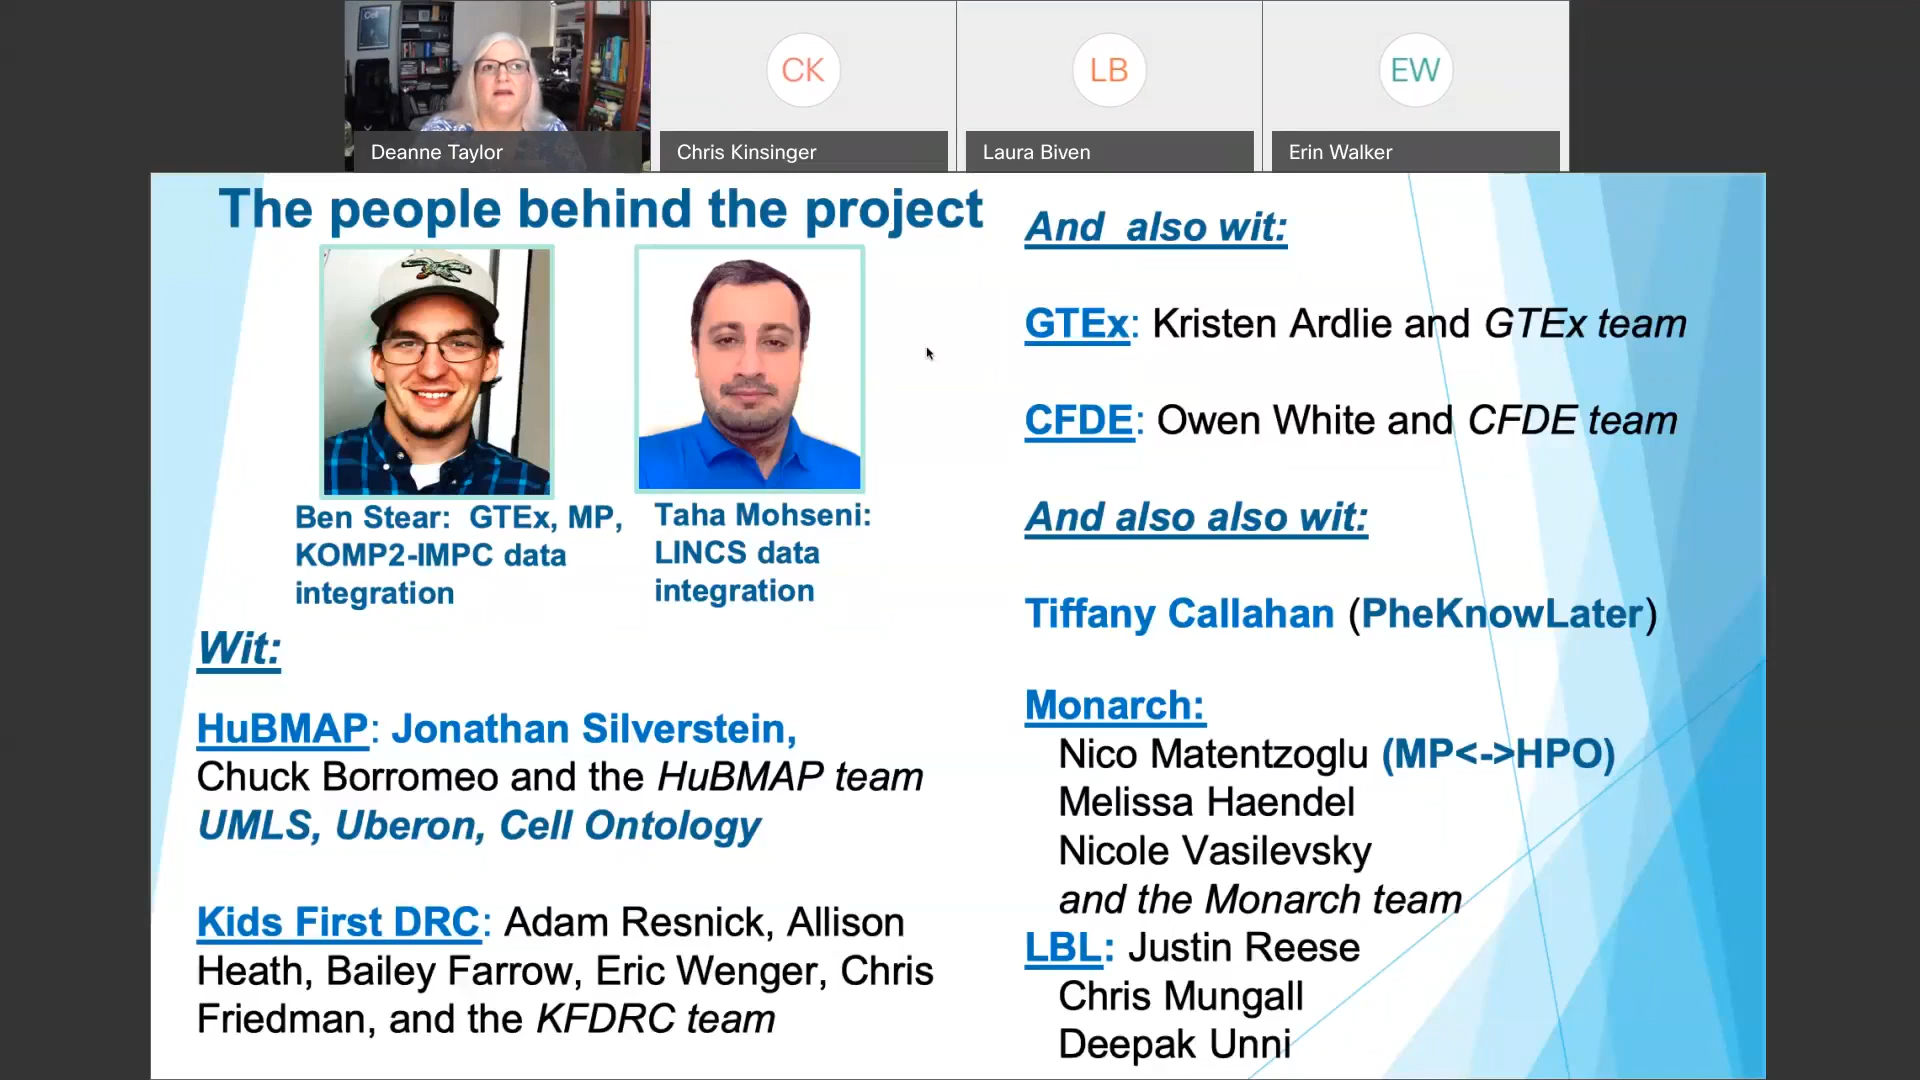 Cell
CK
LB
EW
Deanne Taylor
Chris Kinsinger
Laura Biven
Erin Walker
The people behind the project
Ben Stear:  GTEx, MP,
KOMP2-IMPC data
integration
Taha Mohseni:
LINCS data
integration
Wit:
HuBMAP: Jonathan Silverstein,
Chuck Borromeo and the HuBMAP team
UMLS, Uberon, Cell Ontology
Kids First DRC: Adam Resnick, Allison
Heath, Bailey Farrow, Eric Wenger, Chris
Friedman, and the KFDRC team
And  also wit:
GTEx: Kristen Ardlie and GTEx team
CFDE: Owen White and CFDE team
And also also wit:
Tiffany Callahan (PheKnowLater)
Monarch:
Nico Matentzoglu (MP<->HPO)
Melissa Haendel
Nicole Vasilevsky
and the Monarch team
LBL: Justin Reese
Chris Mungall
Deepak Unni